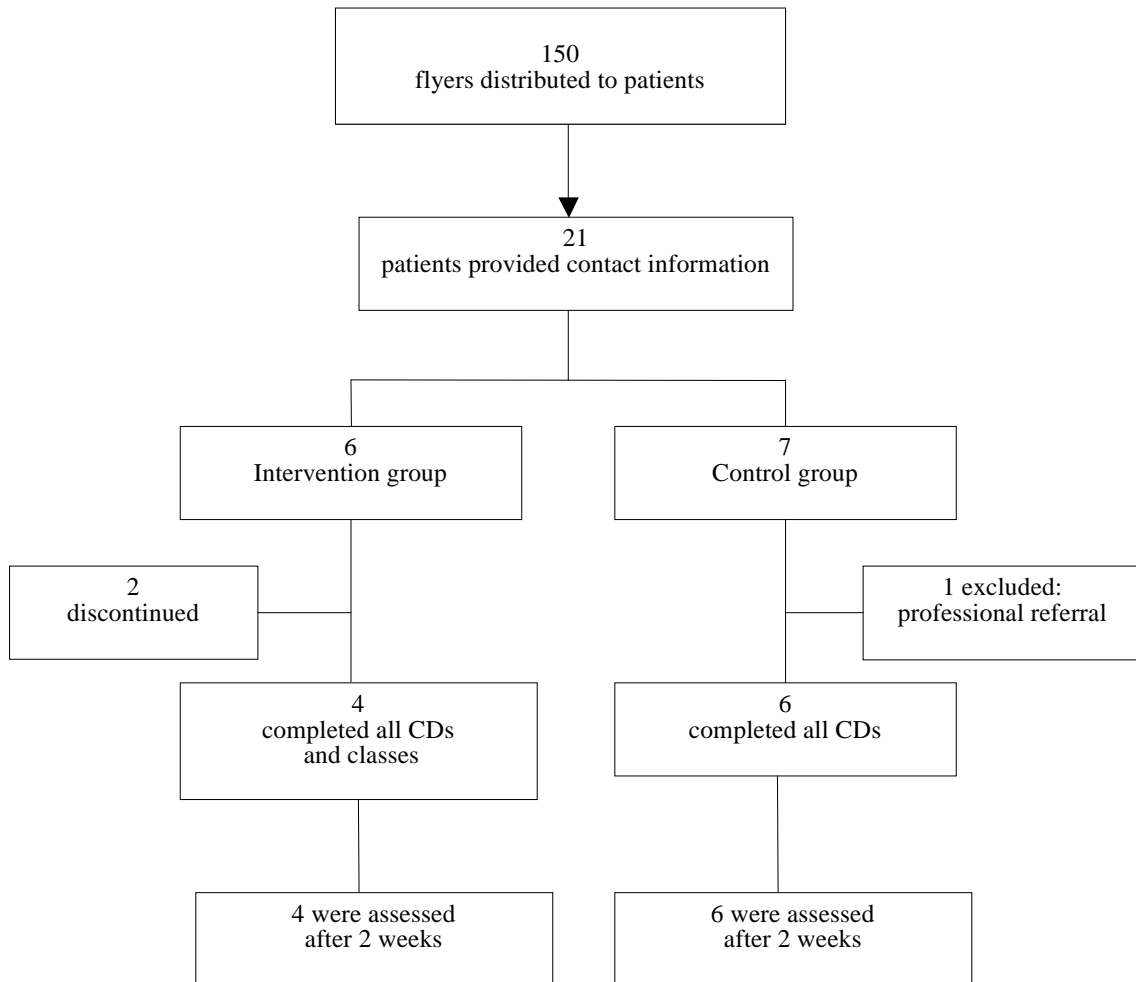 150
flyers distributed to patients
21
patients provided contact information
6
Intervention group
7
Control group
2
discontinued
1 excluded:
professional referral
4
completed all CDs
and classes
6
completed all CDs
4 were assessed
after 2 weeks
6 were assessed
after 2 weeks